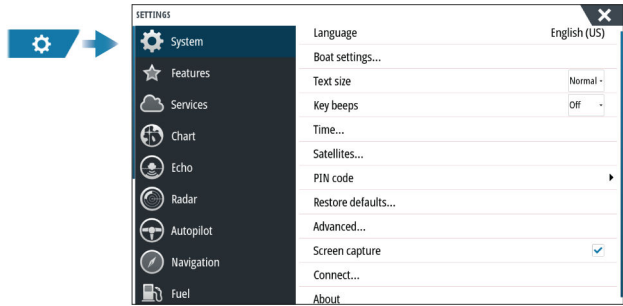 SETTINGS
System
Features
Services
Chart
Echo
Radar
Autopilot
Navigation
Fuel
Language English (US)
Boat settings...
Text size Normal
Key beeps Off
Time...
Satellites...
PIN code
Restore defaults...
Advanced...
Screen capture
Connect...
About